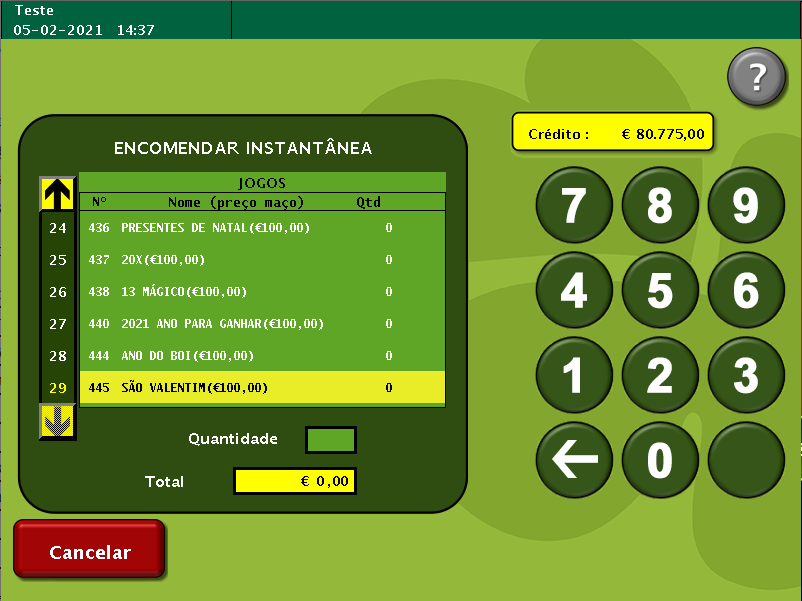 Teste
05-02-2021 14:37
?
Crédito : € 80.775,00
ENCOMENDAR INSTANTÂNEA
JOGOS
Nº Nome (preço maço) Qtd
24 436 PRESENTES DE NATAL(€100,00) 0
25 437 20X(€100,00) 0
26 438 13 MÁGICO(€100,00) 0
27 440 2021 ANO PARA GANHAR(€100,00) 0
28 444 ANO DO BOI(€100,00) 0
29 445 SÃO VALENTIM(€100,00) 0
Quantidade
Total € 0,00
7 8 9
4 5 6
1 2 3
0
Cancelar